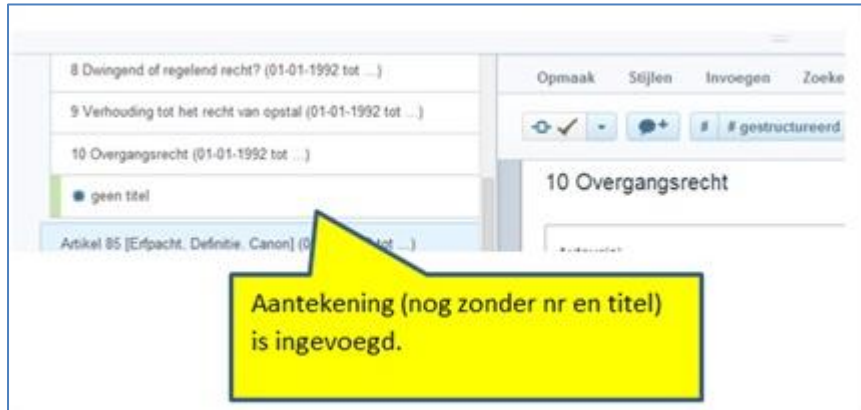 8 Dwingend of regelend recht? (01-01-1992 tot ...)
9 Verhouding tot het recht van opstal (01-01-1992 tot ...)
10 Overgangsrecht (01-01-1992 tot ...)
geen titel
Artikel 85 [Erfpacht. Definitie. Canon] (0 tot ...)
Opmaak Stijlen Invoegen Zoeke
# # gestructureerd
10 Overgangsrecht
Aantekening (nog zonder nr en titel)
is ingevoegd.